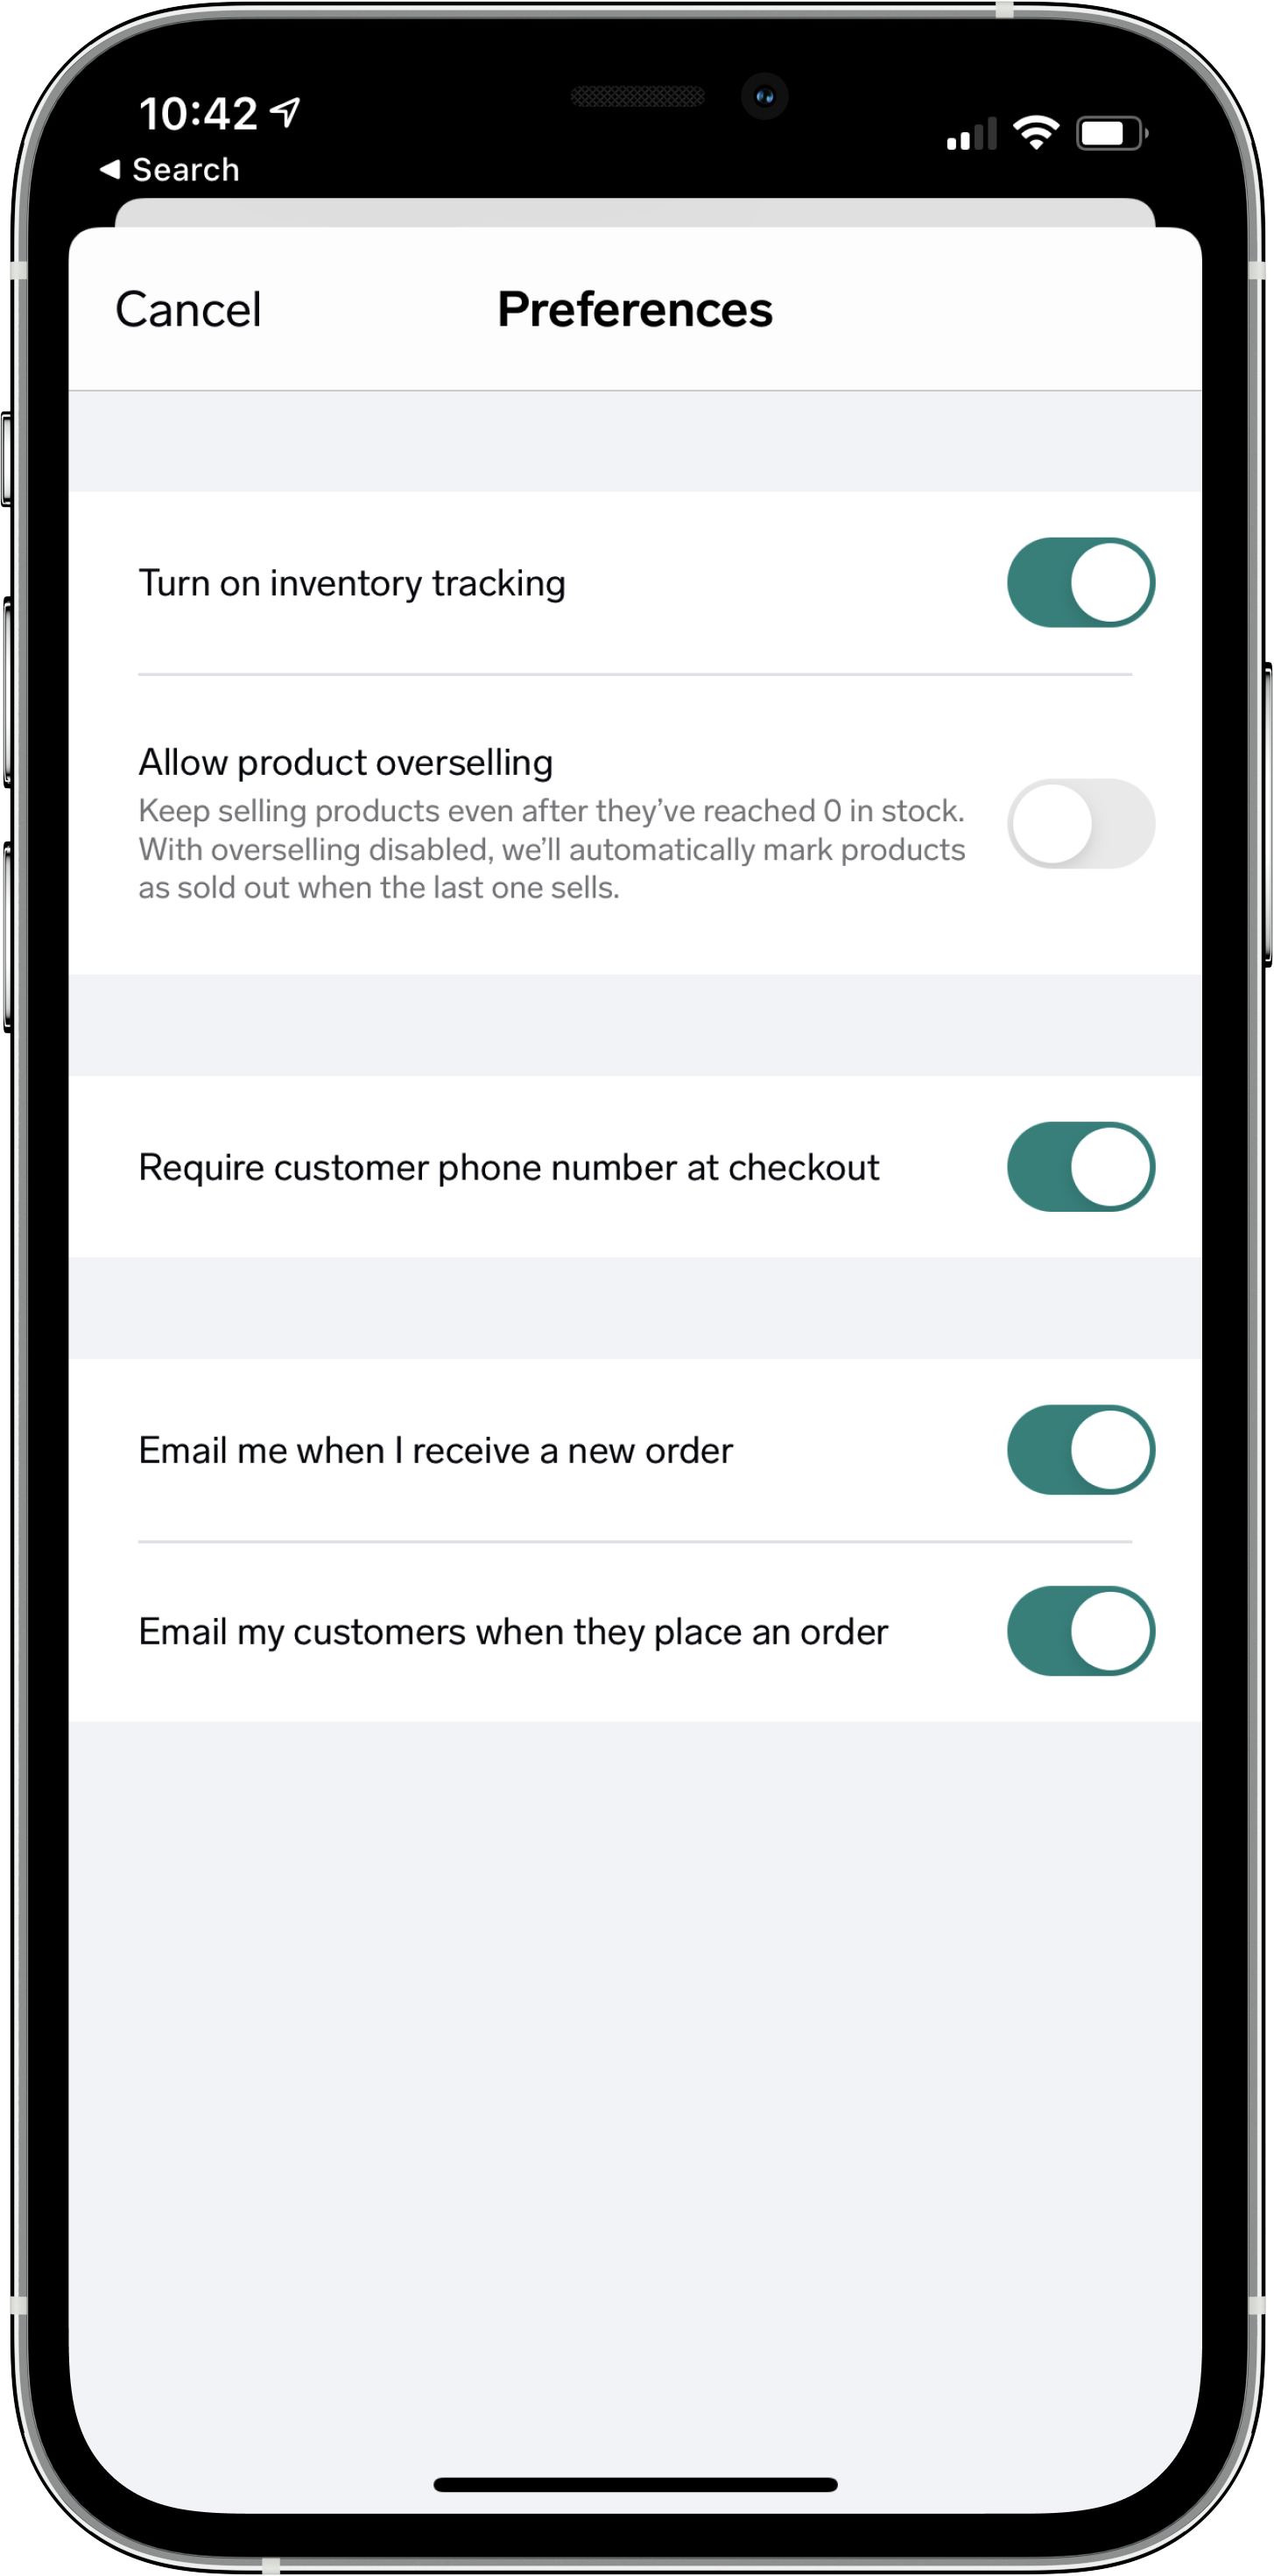 10:42
Search
Cancel
Preferences
Turn on inventory tracking
Allow product overselling
Keep selling products even after they’ve reached 0 in stock.
With overselling disabled, we’ll automatically mark products
as sold out when the last one sells.
Require customer phone number at checkout
Email me when I receive a new order
Email my customers when they place an order